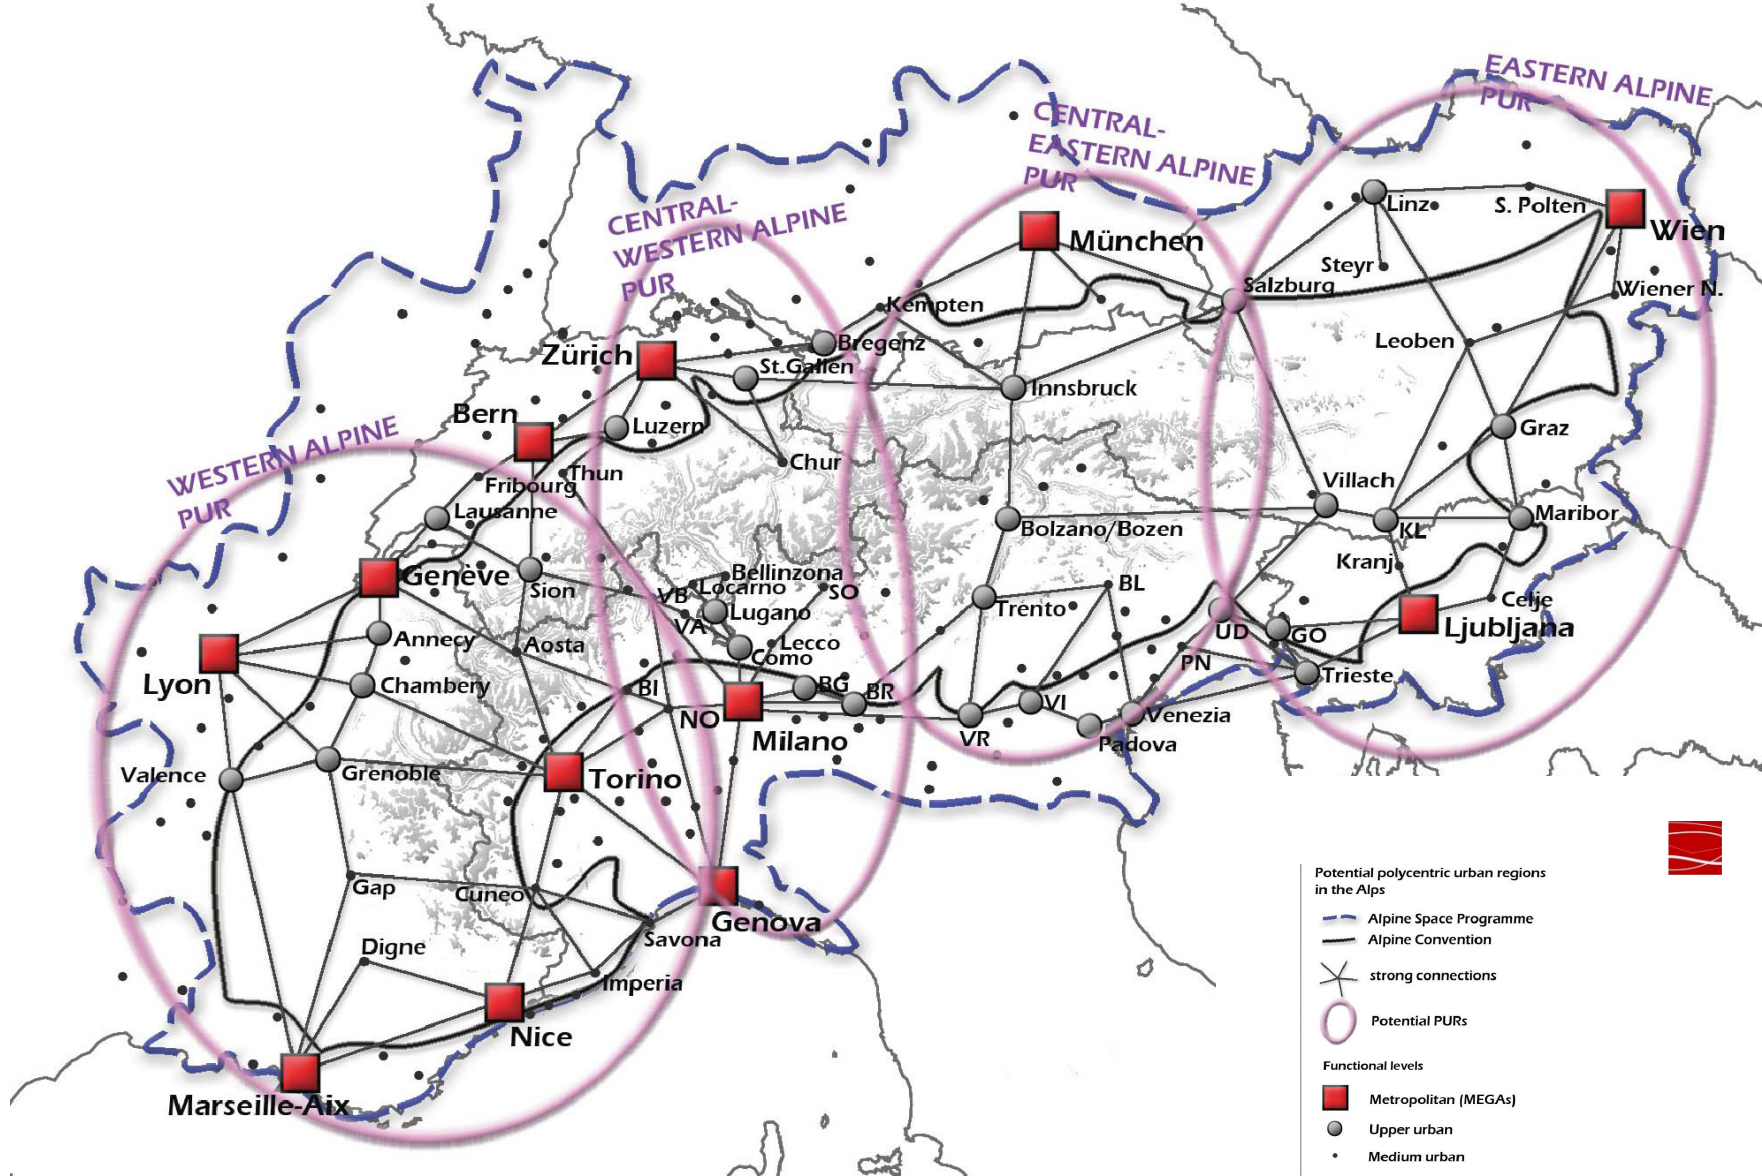 EASTERN ALPINE
PUR
CENTRAL-
EASTERN ALPINE
PUR
CENTRAL-
WESTERN ALPINE
PUR
WESTERN ALPINE
PUR
Linz
S. Polten
Wien
München
Steyr
Salzburg
Wiener N.
Kempten
Zürich
Bregenz
St.Gallen
Leoben
Innsbruck
Bern
Luzern
Graz
Chur
Thun
Fribourg
Villach
Lausanne
Maribor
Bolzano/Bozen
KL
Kranj
Genève
Sion
Bellinzona
Locarno
SO
VB
BL
Lugano
Trento
Celje
VA
Ljubljana
UD
GO
Annecy
Aosta
Lecco
Como
PN
Lyon
Chambery
BI
BG
BR
Trieste
NO
VI
Venezia
Milano
VR
Padova
Valence
Grenoble
Torino
Gap
Cuneo
Genova
Savona
Digne
Imperia
Nice
Marseille-Aix
Potential polycentric urban regions
in the Alps
Alpine Space Programme
Alpine Convention
strong connections
Potential PURs
Functional levels
Metropolitan (MEGAs)
Upper urban
Medium urban